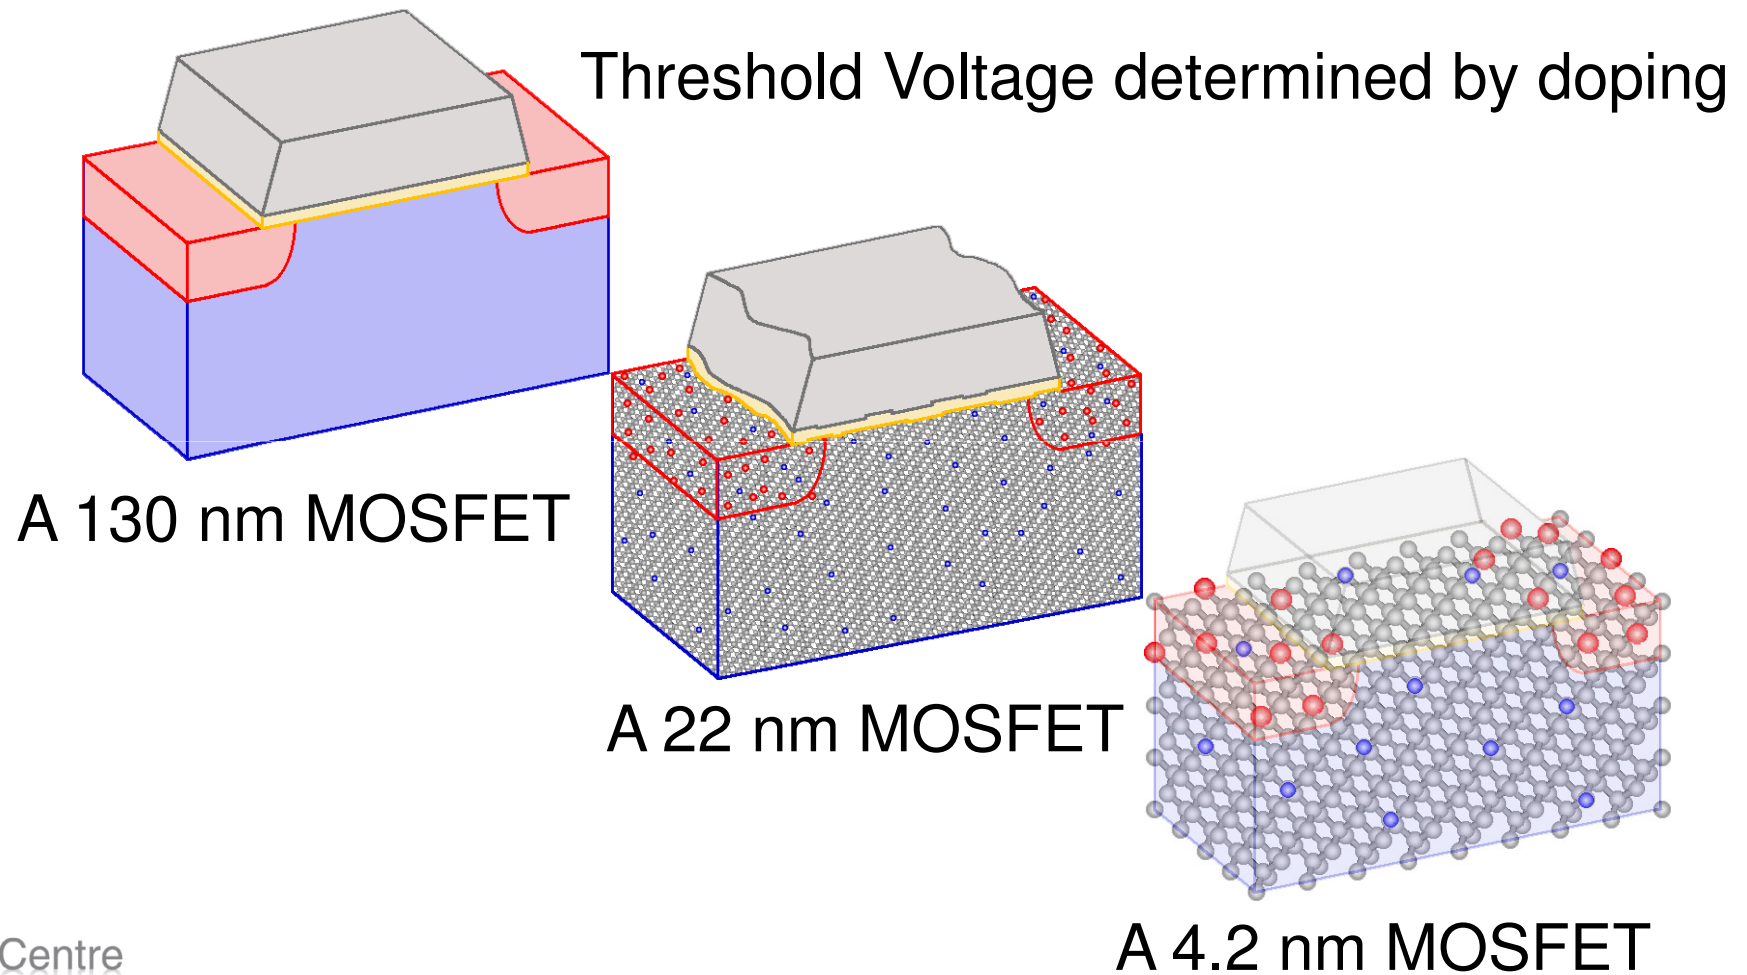 Threshold Voltage determined by doping
A 130 nm MOSFET
A 22 nm MOSFET
A 4.2 nm MOSFET
Centre